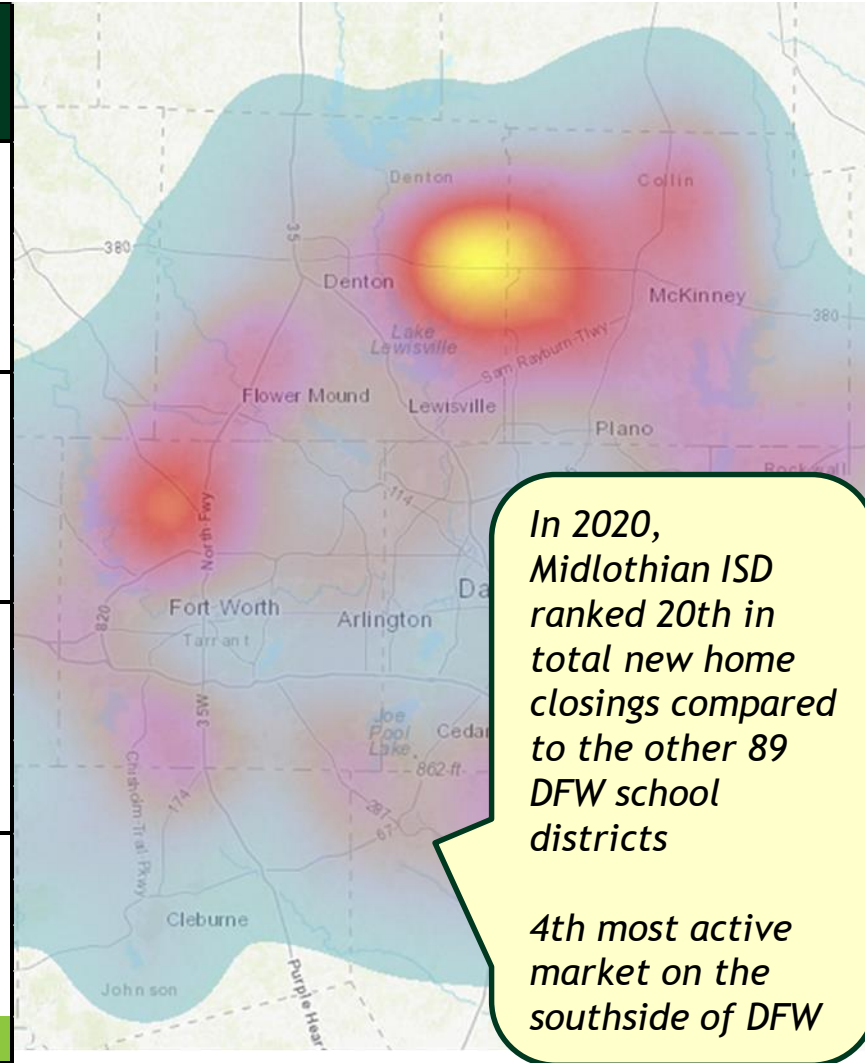 Denton
Collin
380
35
Denton
McKinney
380
Lake
Lewisville
Sam Rayburn Tlwy
Flower Mound
Lewisville
Plano
Rockwall
114
North Fwy
In 2020,
Midlothian ISD
ranked 20th in
total new home
closings compared
to the other 89
DFW school
districts
4th most active
market on the
southside of DFW
Da
820
Fort Worth
Arlington
Tarrant
35W
Joe
Pool
Lake
Cedar
862 ft
Chisholm Trail Pkwy
174
287
67
Cleburne
Johnson
Purple Hear